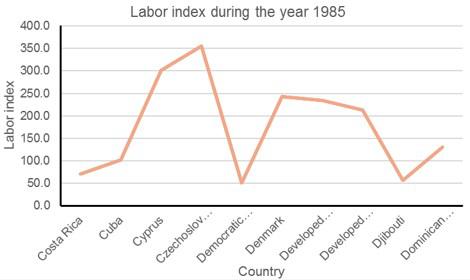 Labor index during the year 1985
400.0
350.0
300.0
250.0
200.0
150.0
100.0
50.0
0.0
Labor index
Costa Rica
Cuba
Cyprus
Czechoslov...
Democratic...
Denmark
Developed...
Developed...
Djibouti
Dominican...
Country